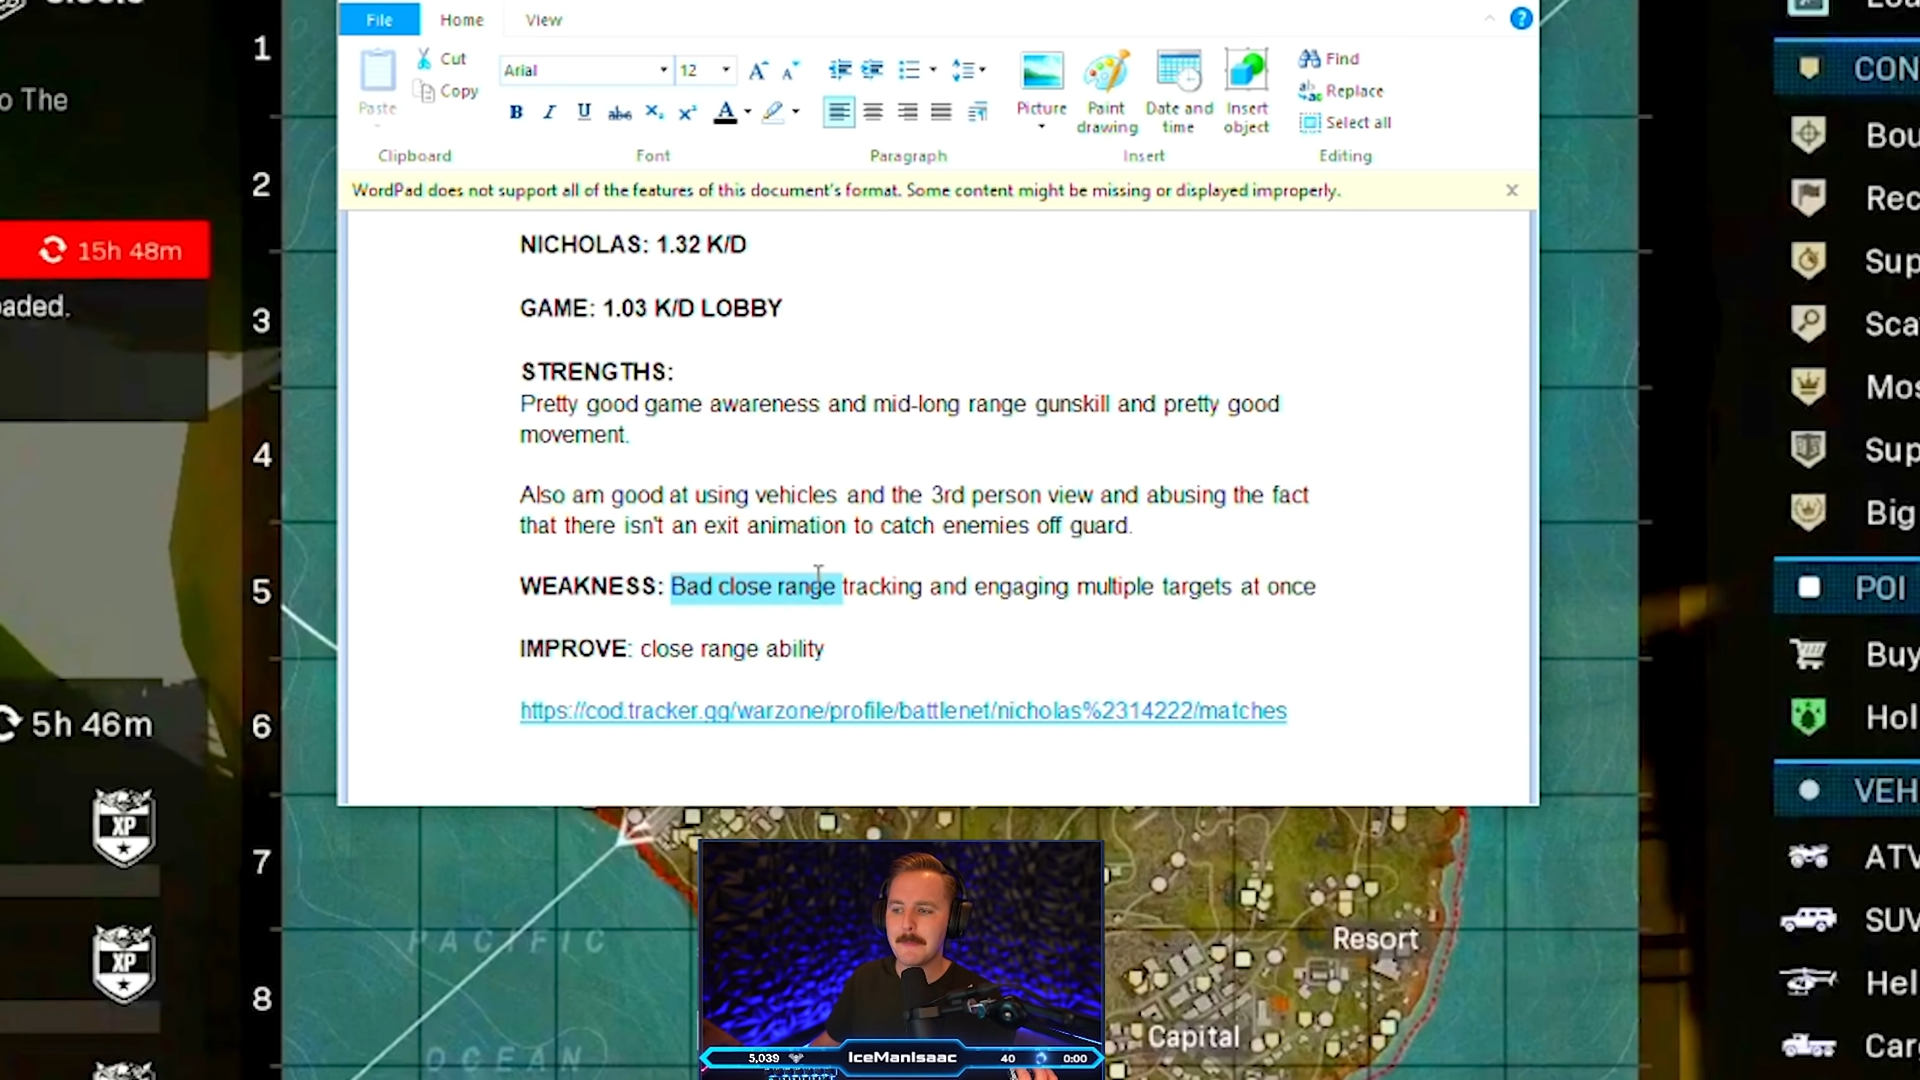 File
Home
View
Cut
Copy
Paste
Arial
12
Find
Replace
Select all
Picture
Paint drawing
Date and time
Insert object
Clipboard
Font
Paragraph
Insert
Editing
WordPad does not support all of the features of this document's format. Some content might be missing or displayed improperly.
NICHOLAS: 1.32 K/D
GAME: 1.03 K/D LOBBY
STRENGTHS:
Pretty good game awareness and mid-long range gunskill and pretty good
movement.
Also am good at using vehicles and the 3rd person view and abusing the fact
that there isn't an exit animation to catch enemies off guard.
WEAKNESS: Bad close range tracking and engaging multiple targets at once
IMPROVE: close range ability
https://cod.tracker.gg/warzone/profile/battlenet/nicholas%2314222/matches
o The
15h 48m
oaded.
5h 46m
XP
XP
1
2
3
4
5
6
7
8
PACIFIC
OCEAN
Resort
Capital
5,039
IceManIsaac
40
0:00
CON
Bou
Rec
Sup
Sca
Mos
Sup
Big
POI
Buy
Hol
VEH
ATV
SUV
Hel
Carg